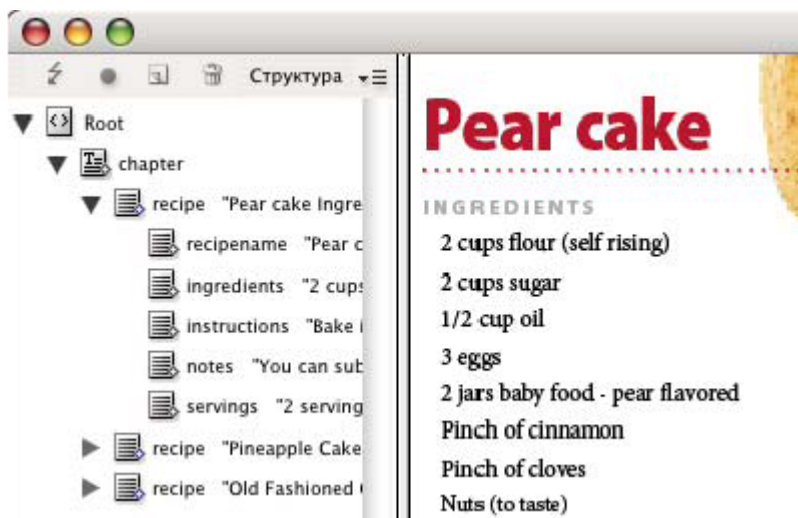 Структура
Root
chapter
recipe "Pear cake Ingre
recipename "Pear c
ingredients "2 cups
instructions "Bake i
notes "You can sub
servings "2 serving
recipe "Pineapple Cake
recipe "Old Fashioned
Pear cake
INGREDIENTS
2 cups flour (self rising)
2 cups sugar
1/2 cup oil
3 eggs
2 jars baby food - pear flavored
Pinch of cinnamon
Pinch of cloves
Nuts (to taste)